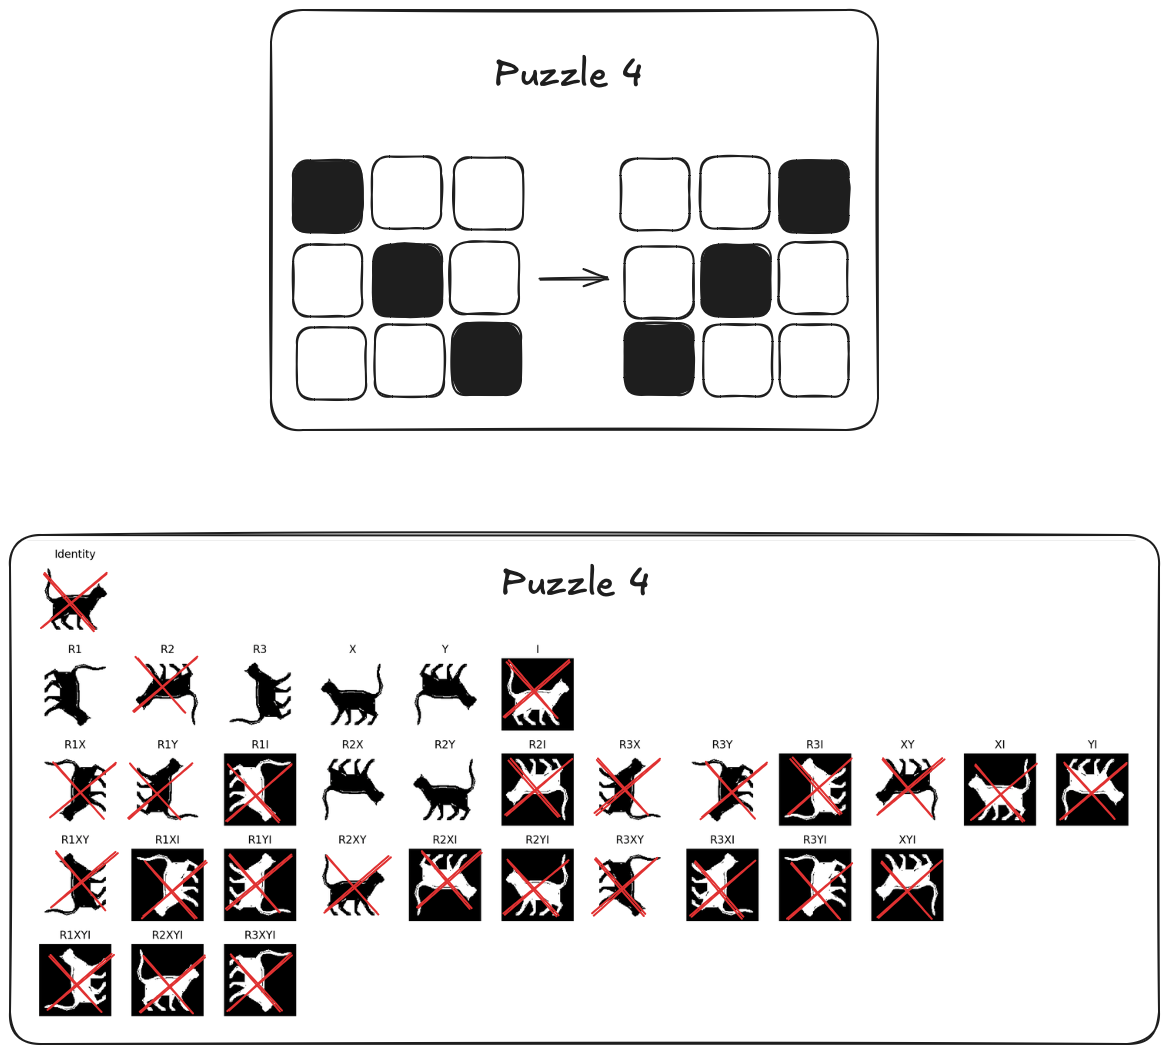 Puzzle 4
Identity
Puzzle 4
R1 R2 R3 X Y I
R1X R1Y R1I R2X R2Y R2I R3X R3Y R3I XY XI YI
R1XY R1XI R1YI R2XY R2XI R2YI R3XY R3XI R3YI XYI
R1XYI R2XYI R3XYI